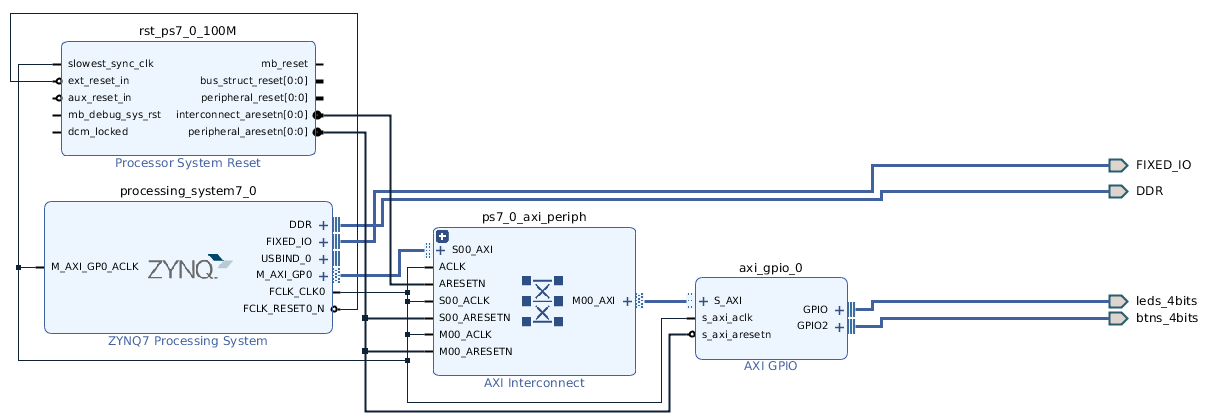 rst_ps7_0_100M
slowest_sync_clk
ext_reset_in
aux_reset_in
mb_debug_sys_rst
dcm_locked
mb_reset
bus_struct_reset[0:0]
peripheral_reset[0:0]
interconnect_aresetn[0:0]
peripheral_aresetn[0:0]
Processor System Reset
processing_system7_0
M_AXI_GP0_ACLK
ZYNQ
DDR
FIXED_IO
USBIND_0
M_AXI_GP0
FCLK_CLK0
FCLK_RESET0_N
ZYNQ7 Processing System
ps7_0_axi_periph
S00_AXI
ACLK
ARESETN
S00_ACLK
S00_ARESETN
M00_ACLK
M00_ARESETN
M00_AXI
AXI Interconnect
axi_gpio_0
S_AXI
s_axi_aclk
s_axi_aresetn
GPIO
GPIO2
AXI GPIO
FIXED_IO
DDR
leds_4bits
btns_4bits